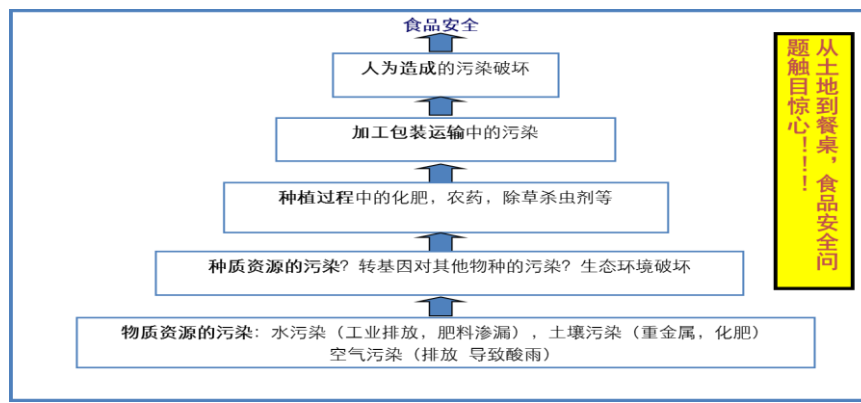 食品安全
人为造成的污染破坏
加工包装运输中的污染
种植过程中的化肥，农药，除草杀虫剂等
种质资源的污染？转基因对其他物种的污染？生态环境破坏
物质资源的污染：水污染（工业排放，肥料渗漏），土壤污染（重金属，化肥）
空气污染（排放 导致酸雨）
从土地到餐桌，食品安全问
题触目惊心！！！